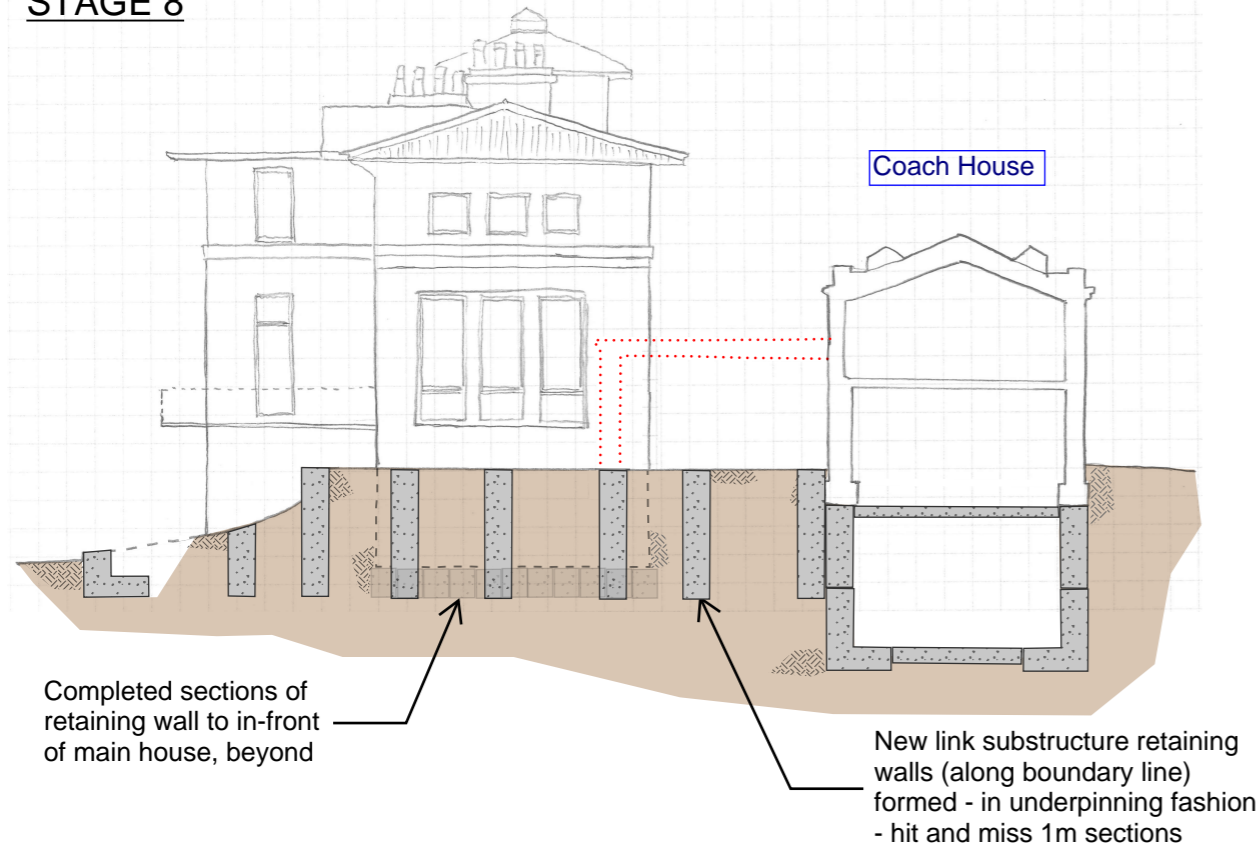 STAGE 8
Coach House
Completed sections of
retaining wall to in-front
of main house, beyond
New link substructure retaining
walls (along boundary line)
formed - in underpinning fashion
- hit and miss 1m sections